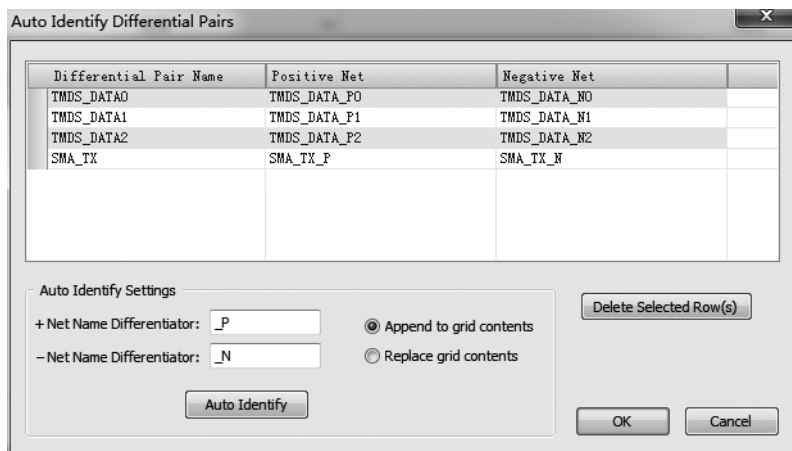 Auto Identify Differential Pairs
Differential Pair Name Positive Net Negative Net
TMDS_DATA0 TMDS_DATA_P0 TMDS_DATA_N0
TMDS_DATA1 TMDS_DATA_P1 TMDS_DATA_N1
TMDS_DATA2 TMDS_DATA_P2 TMDS_DATA_N2
SMA_TX SMA_TX_P SMA_TX_N
Auto Identify Settings
+ Net Name Differentiator: _P Append to grid contents Delete Selected Row(s)
– Net Name Differentiator: _N Replace grid contents
Auto Identify
OK Cancel